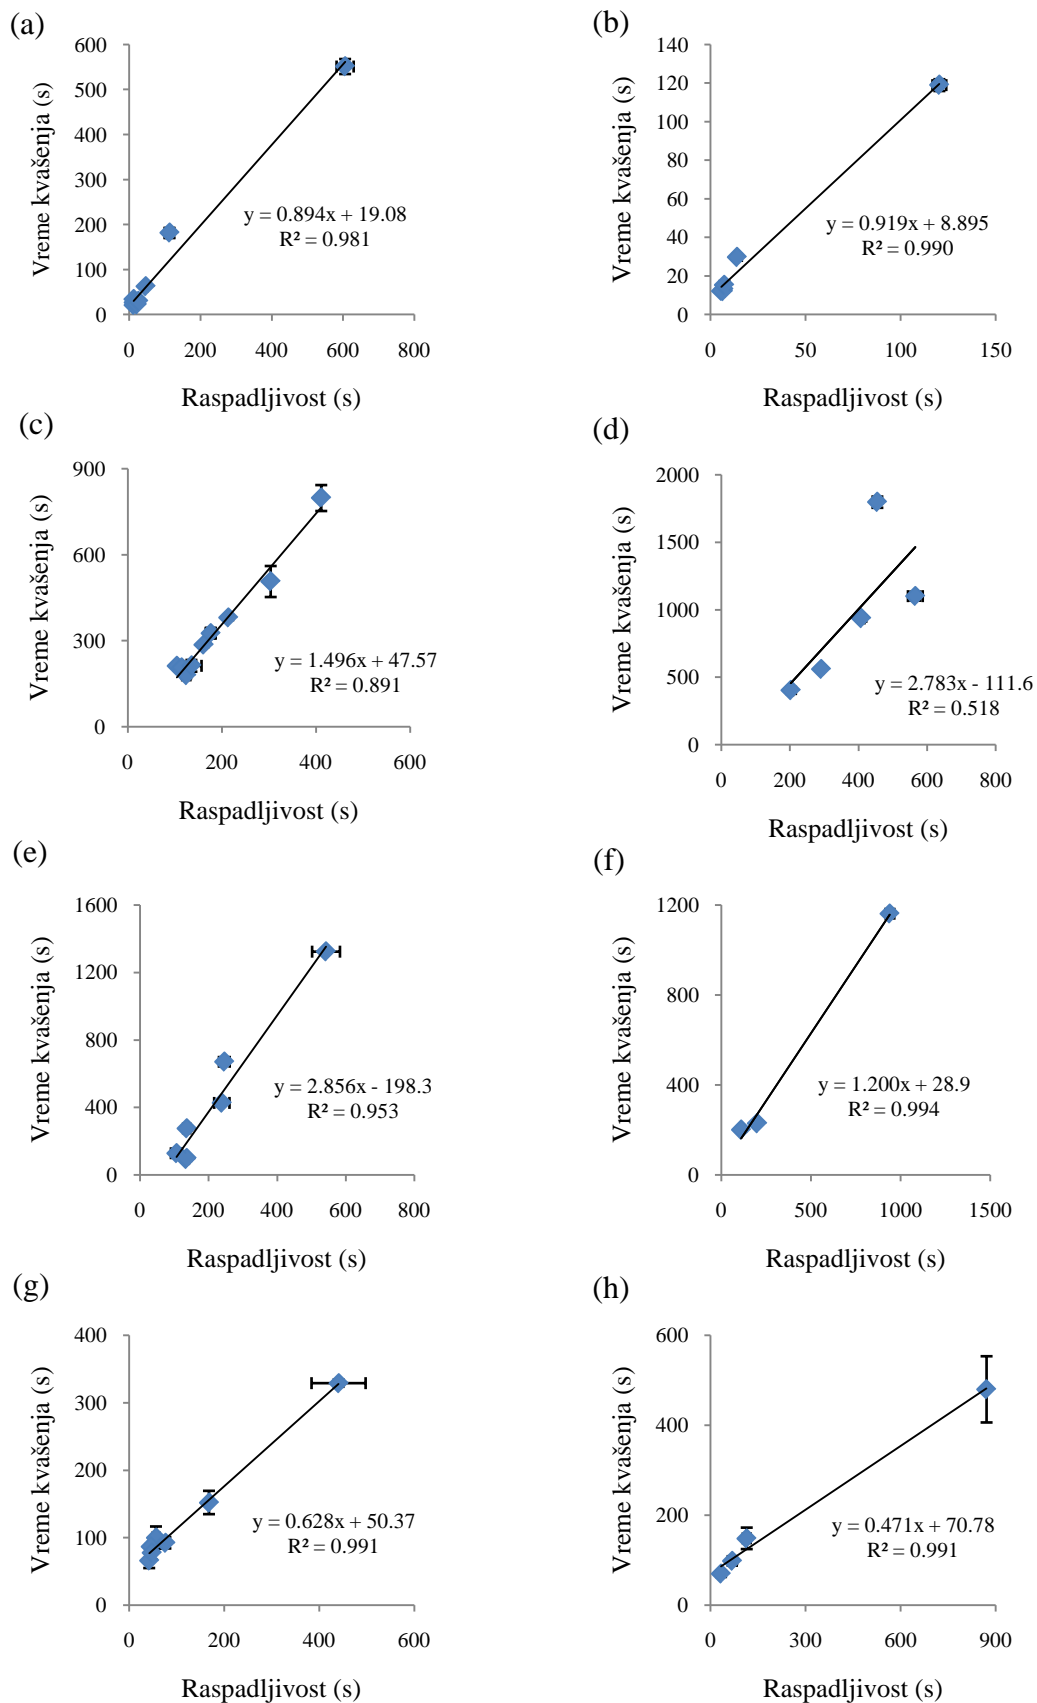 (a)
600
500
400
300
200
100
0
Vreme kvašenja (s)
y = 0.894x + 19.08
R² = 0.981
0 200 400 600 800
Raspadljivost (s)
(b)
140
120
100
80
60
40
20
0
Vreme kvašenja (s)
y = 0.919x + 8.895
R² = 0.990
0 50 100 150
Raspadljivost (s)
(c)
900
600
300
0
Vreme kvašenja (s)
y = 1.496x + 47.57
R² = 0.891
0 200 400 600
Raspadljivost (s)
(d)
2000
1500
1000
500
0
Vreme kvašenja (s)
y = 2.783x - 111.6
R² = 0.518
0 200 400 600 800
Raspadljivost (s)
(e)
1600
1200
800
400
0
Vreme kvašenja (s)
y = 2.856x - 198.3
R² = 0.953
0 200 400 600 800
Raspadljivost (s)
(f)
1200
800
400
0
Vreme kvašenja (s)
y = 1.200x + 28.9
R² = 0.994
0 500 1000 1500
Raspadljivost (s)
(g)
400
300
200
100
0
Vreme kvašenja (s)
y = 0.628x + 50.37
R² = 0.991
0 200 400 600
Raspadljivost (s)
(h)
600
400
200
0
Vreme kvašenja (s)
y = 0.471x + 70.78
R² = 0.991
0 300 600 900
Raspadljivost (s)